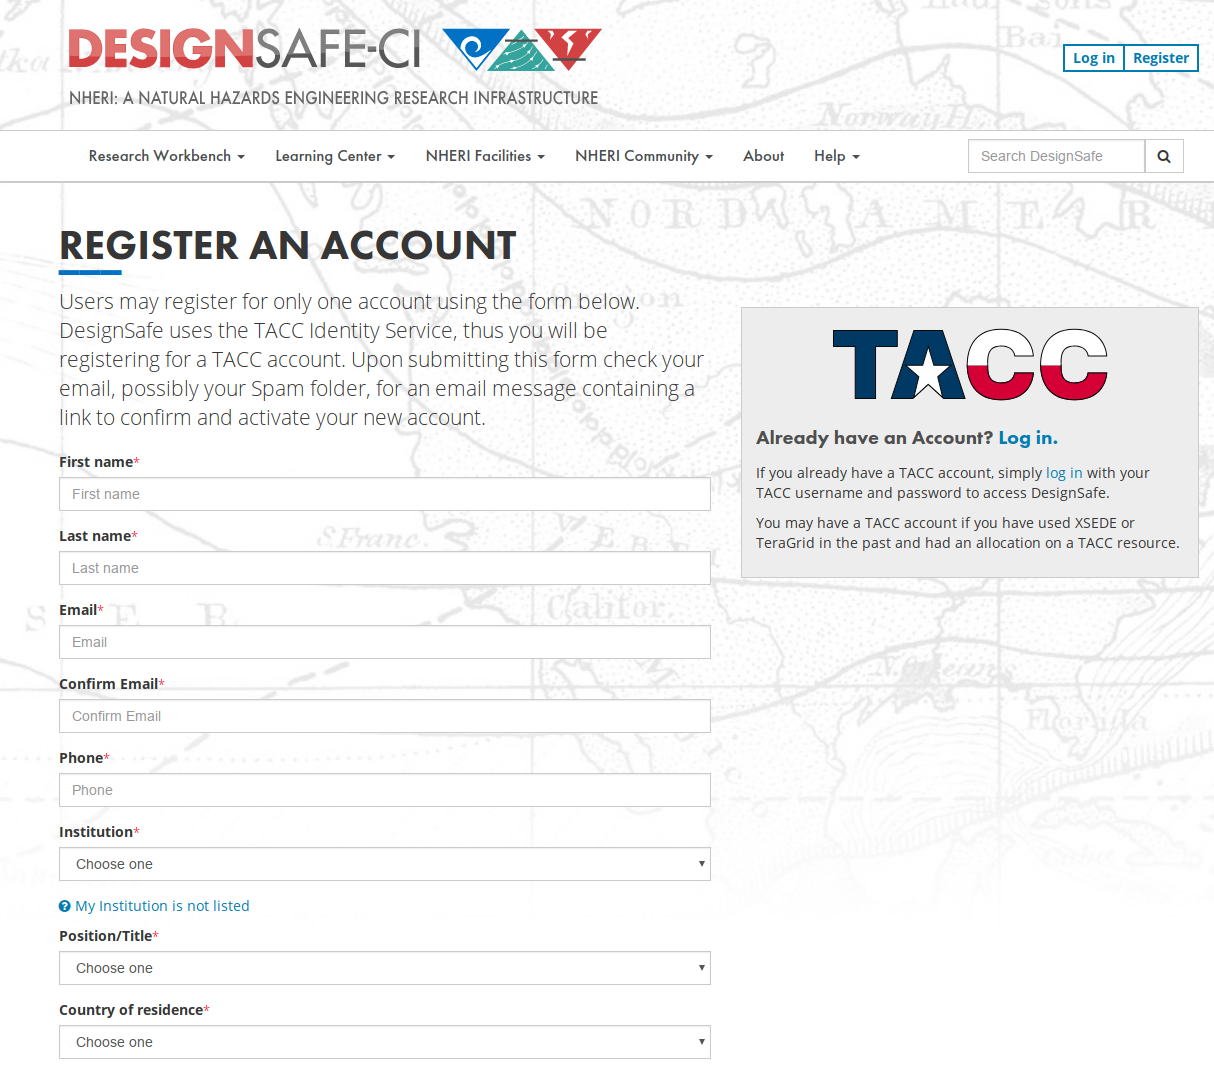 DESIGNSAFE-CI
NHERI: A NATURAL HAZARDS ENGINEERING RESEARCH INFRASTRUCTURE
Log in
Register
Research Workbench
Learning Center
NHERI Facilities
NHERI Community
About
Help
Search DesignSafe
REGISTER AN ACCOUNT
Users may register for only one account using the form below.
DesignSafe uses the TACC Identity Service, thus you will be
registering for a TACC account. Upon submitting this form check your
email, possibly your Spam folder, for an email message containing a
link to confirm and activate your new account.
First name*
First name
Last name*
Last name
Email*
Email
Confirm Email*
Confirm Email
Phone*
Phone
Institution*
Choose one
My Institution is not listed
Position/Title*
Choose one
Country of residence*
Choose one
TACC
Already have an Account? Log in.
If you already have a TACC account, simply log in with your
TACC username and password to access DesignSafe.
You may have a TACC account if you have used XSEDE or
TeraGrid in the past and had an allocation on a TACC resource.
Bai
Norway H.
NORD AMER
S. Franc.
Califor.
Florida
Cuba